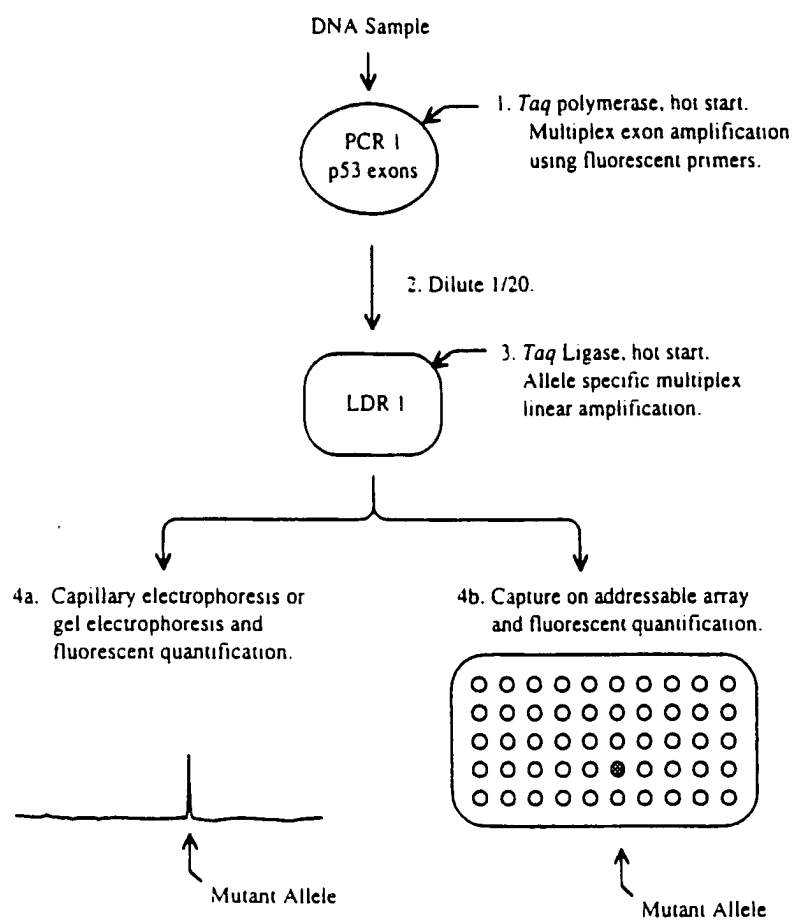 DNA Sample
1. Taq polymerase, hot start.
Multiplex exon amplification
using fluorescent primers.
PCR 1
p53 exons
2. Dilute 1/20.
3. Taq Ligase, hot start.
Allele specific multiplex
linear amplification.
LDR 1
4a. Capillary electrophoresis or
gel electrophoresis and
fluorescent quantification.
4b. Capture on addressable array
and fluorescent quantification.
Mutant Allele
Mutant Allele